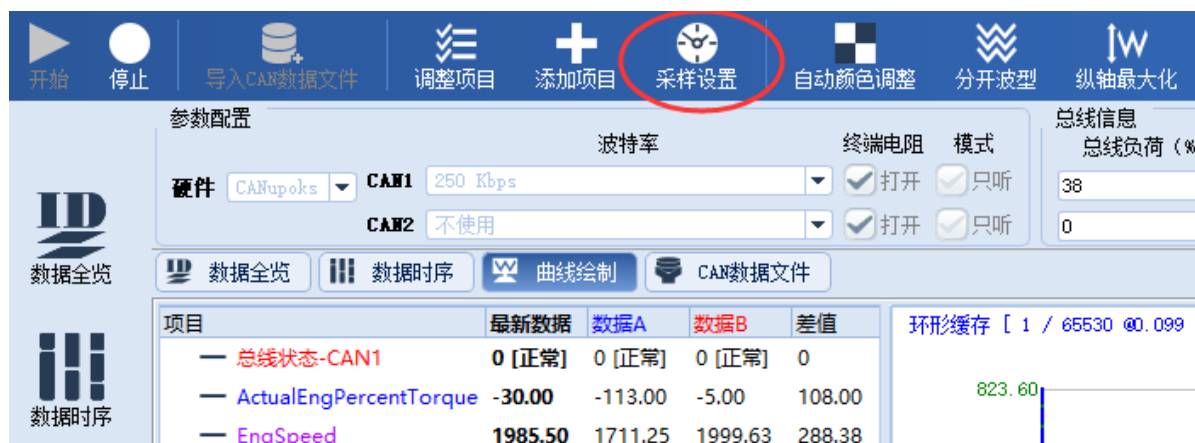 开始 停止 导入CAN数据文件 调整项目 添加项目 采样设置 自动颜色调整 分开波型 纵轴最大化
参数配置 总线信息
波特率 终端电阻 模式 总线负荷 (%
硬件 CANupoks CAN1 250 Kbps 打开 只听 38
CAN2 不使用 打开 只听 0
ID
数据全览
数据全览 数据时序 曲线绘制 CAN数据文件
项目 最新数据 数据A 数据B 差值 环形缓存 [ 1 / 65530 @0.099
总线状态-CAN1 0 [正常] 0 [正常] 0 [正常] 0
ActualEngPercentTorque -30.00 -113.00 -5.00 108.00 823.60
数据时序
EngSpeed 1985.50 1711.25 1999.63 288.38